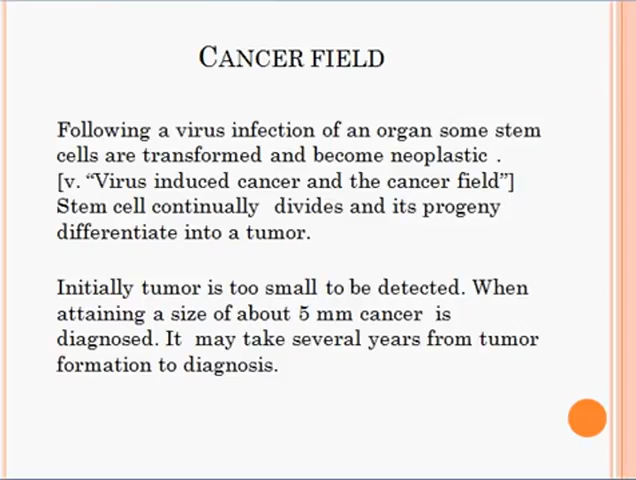 CANCER FIELD
Following a virus infection of an organ some stem
cells are transformed and become neoplastic .
[v. “Virus induced cancer and the cancer field”]
Stem cell continually divides and its progeny
differentiate into a tumor.
Initially tumor is too small to be detected. When
attaining a size of about 5 mm cancer is
diagnosed. It may take several years from tumor
formation to diagnosis.